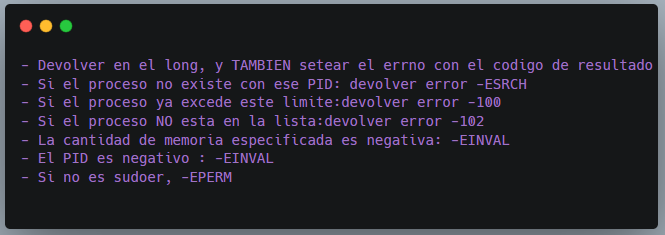 - Devolver en el long, y TAMBIEN setear el errno con el codigo de resultado
- Si el proceso no existe con ese PID: devolver error -ESRCH
- Si el proceso ya excede este limite:devolver error -100
- Si el proceso NO esta en la lista:devolver error -102
- La cantidad de memoria especificada es negativa: -EINVAL
- El PID es negativo : -EINVAL
- Si no es sudoer, -EPERM